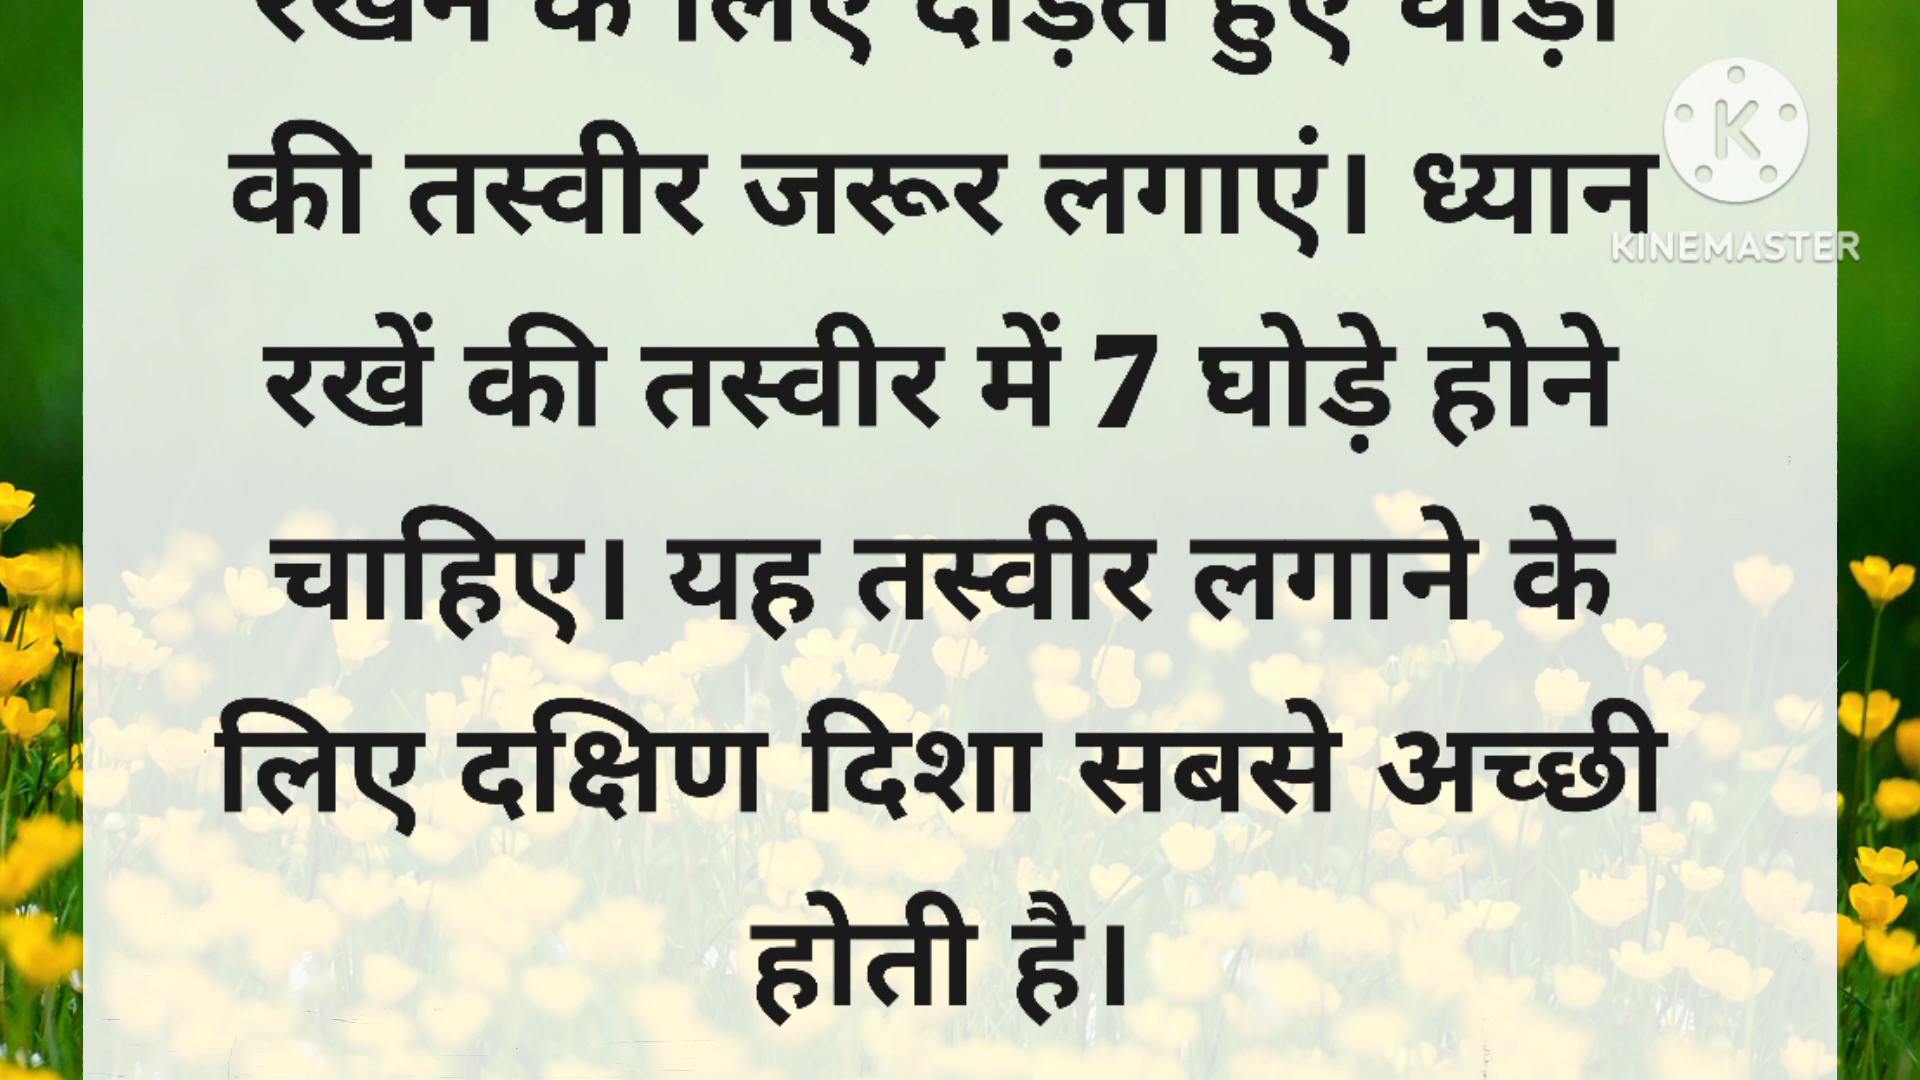 रखने के लिए दौड़ते हुए घोड़ों
की तस्वीर जरूर लगाएं। ध्यान
रखें की तस्वीर में 7 घोड़े होने
चाहिए। यह तस्वीर लगाने के
लिए दक्षिण दिशा सबसे अच्छी
होती है।
K
KINEMASTER